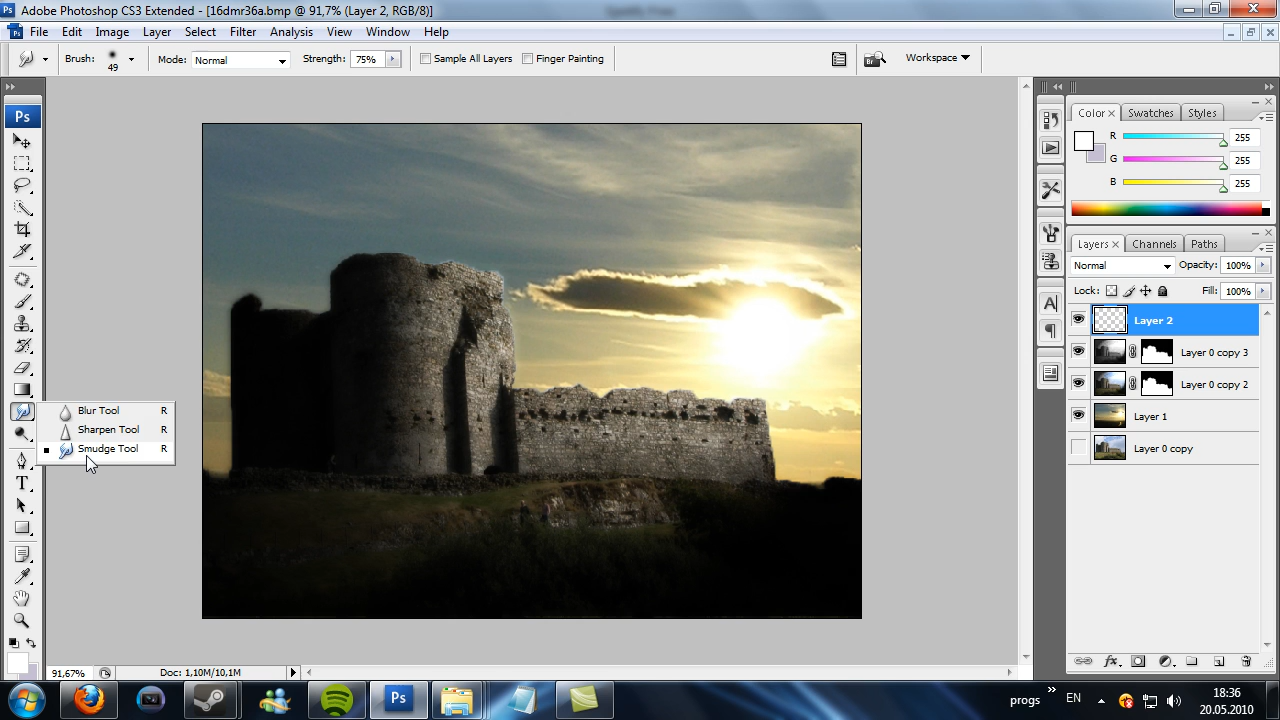 Adobe Photoshop CS3 Extended - [16dmr36a.bmp @ 91,7% (Layer 2, RGB/8)]
File Edit Image Layer Select Filter Analysis View Window Help
Brush: 49 Mode: Normal Strength: 75% Sample All Layers Finger Painting Br Workspace
Ps
Color Swatches Styles
R 255
G 255
B 255
Layers Channels Paths
Normal Opacity: 100%
Lock: Fill: 100%
Layer 2
Layer 0 copy 3
Layer 0 copy 2
Layer 1
Layer 0 copy
Blur Tool R
Sharpen Tool R
Smudge Tool R
T
A
¶
fx
91,67% Doc: 1,10M/10,1M
Ps progs » EN 18:36
20.05.2010